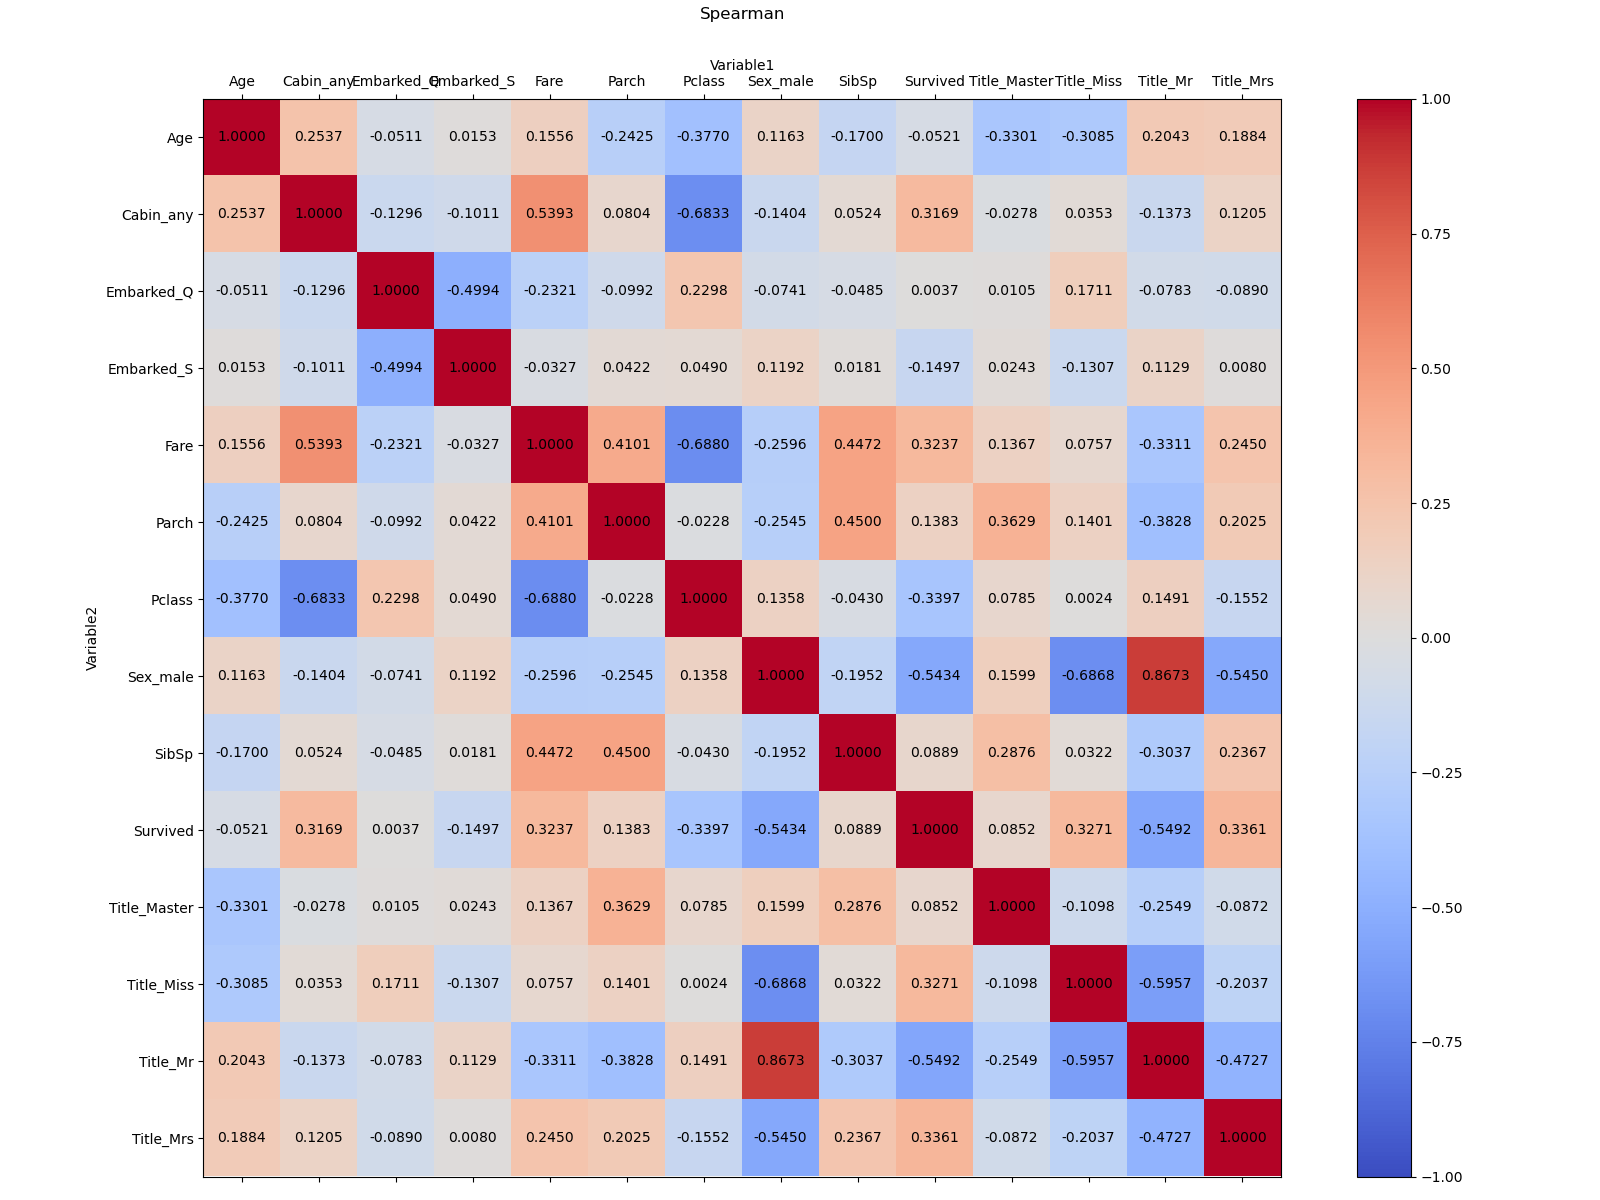 Spearman
Variable1
Age Cabin_any Embarked_Q Embarked_S Fare Parch Pclass Sex_male SibSp Survived Title_Master Title_Miss Title_Mr Title_Mrs
1.00
Age 1.0000 0.2537 -0.0511 0.0153 0.1556 -0.2425 -0.3770 0.1163 -0.1700 -0.0521 -0.3301 -0.3085 0.2043 0.1884
Cabin_any 0.2537 1.0000 -0.1296 -0.1011 0.5393 0.0804 -0.6833 -0.1404 0.0524 0.3169 -0.0278 0.0353 -0.1373 0.1205
0.75
Embarked_Q -0.0511 -0.1296 1.0000 -0.4994 -0.2321 -0.0992 0.2298 -0.0741 -0.0485 0.0037 0.0105 0.1711 -0.0783 -0.0890
Embarked_S 0.0153 -0.1011 -0.4994 1.0000 -0.0327 0.0422 0.0490 0.1192 0.0181 -0.1497 0.0243 -0.1307 0.1129 0.0080
0.50
Fare 0.1556 0.5393 -0.2321 -0.0327 1.0000 0.4101 -0.6880 -0.2596 0.4472 0.3237 0.1367 0.0757 -0.3311 0.2450
0.25
Parch -0.2425 0.0804 -0.0992 0.0422 0.4101 1.0000 -0.0228 -0.2545 0.4500 0.1383 0.3629 0.1401 -0.3828 0.2025
Pclass -0.3770 -0.6833 0.2298 0.0490 -0.6880 -0.0228 1.0000 0.1358 -0.0430 -0.3397 0.0785 0.0024 0.1491 -0.1552
Variable2
0.00
Sex_male 0.1163 -0.1404 -0.0741 0.1192 -0.2596 -0.2545 0.1358 1.0000 -0.1952 -0.5434 0.1599 -0.6868 0.8673 -0.5450
SibSp -0.1700 0.0524 -0.0485 0.0181 0.4472 0.4500 -0.0430 -0.1952 1.0000 0.0889 0.2876 0.0322 -0.3037 0.2367
−0.25
Survived -0.0521 0.3169 0.0037 -0.1497 0.3237 0.1383 -0.3397 -0.5434 0.0889 1.0000 0.0852 0.3271 -0.5492 0.3361
Title_Master -0.3301 -0.0278 0.0105 0.0243 0.1367 0.3629 0.0785 0.1599 0.2876 0.0852 1.0000 -0.1098 -0.2549 -0.0872
−0.50
Title_Miss -0.3085 0.0353 0.1711 -0.1307 0.0757 0.1401 0.0024 -0.6868 0.0322 0.3271 -0.1098 1.0000 -0.5957 -0.2037
−0.75
Title_Mr 0.2043 -0.1373 -0.0783 0.1129 -0.3311 -0.3828 0.1491 0.8673 -0.3037 -0.5492 -0.2549 -0.5957 1.0000 -0.4727
Title_Mrs 0.1884 0.1205 -0.0890 0.0080 0.2450 0.2025 -0.1552 -0.5450 0.2367 0.3361 -0.0872 -0.2037 -0.4727 1.0000
−1.00